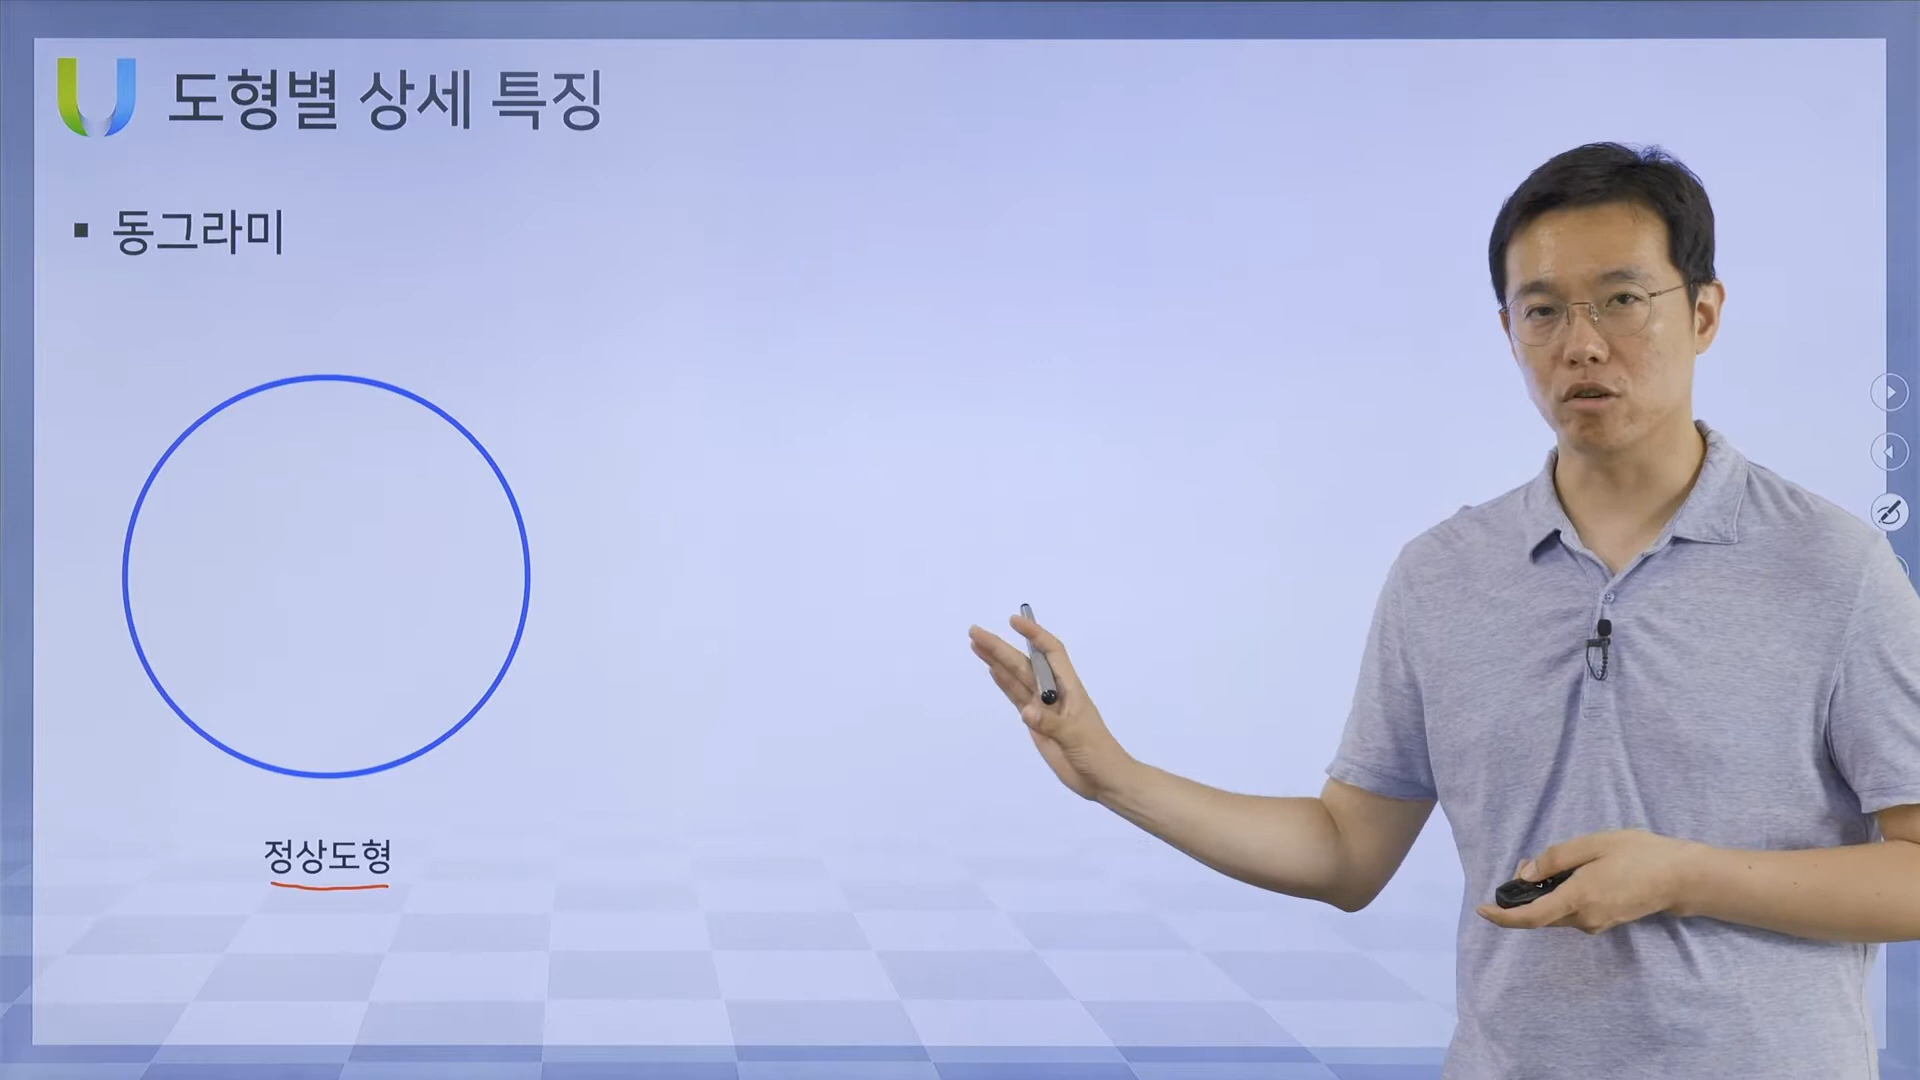 도형별 상세 특징
▪ 동그라미
정상도형